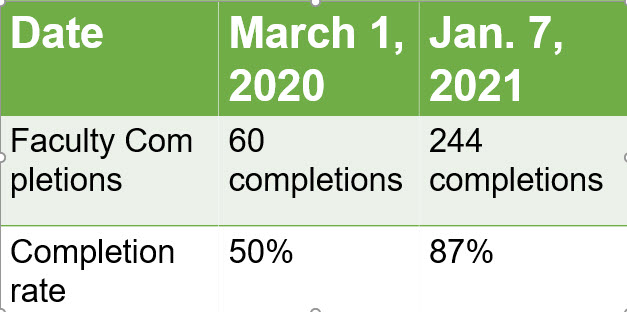 Date March 1, Jan. 7,
2020 2021
Faculty Com 60 244
pletions completions completions
Completion 50% 87%
rate